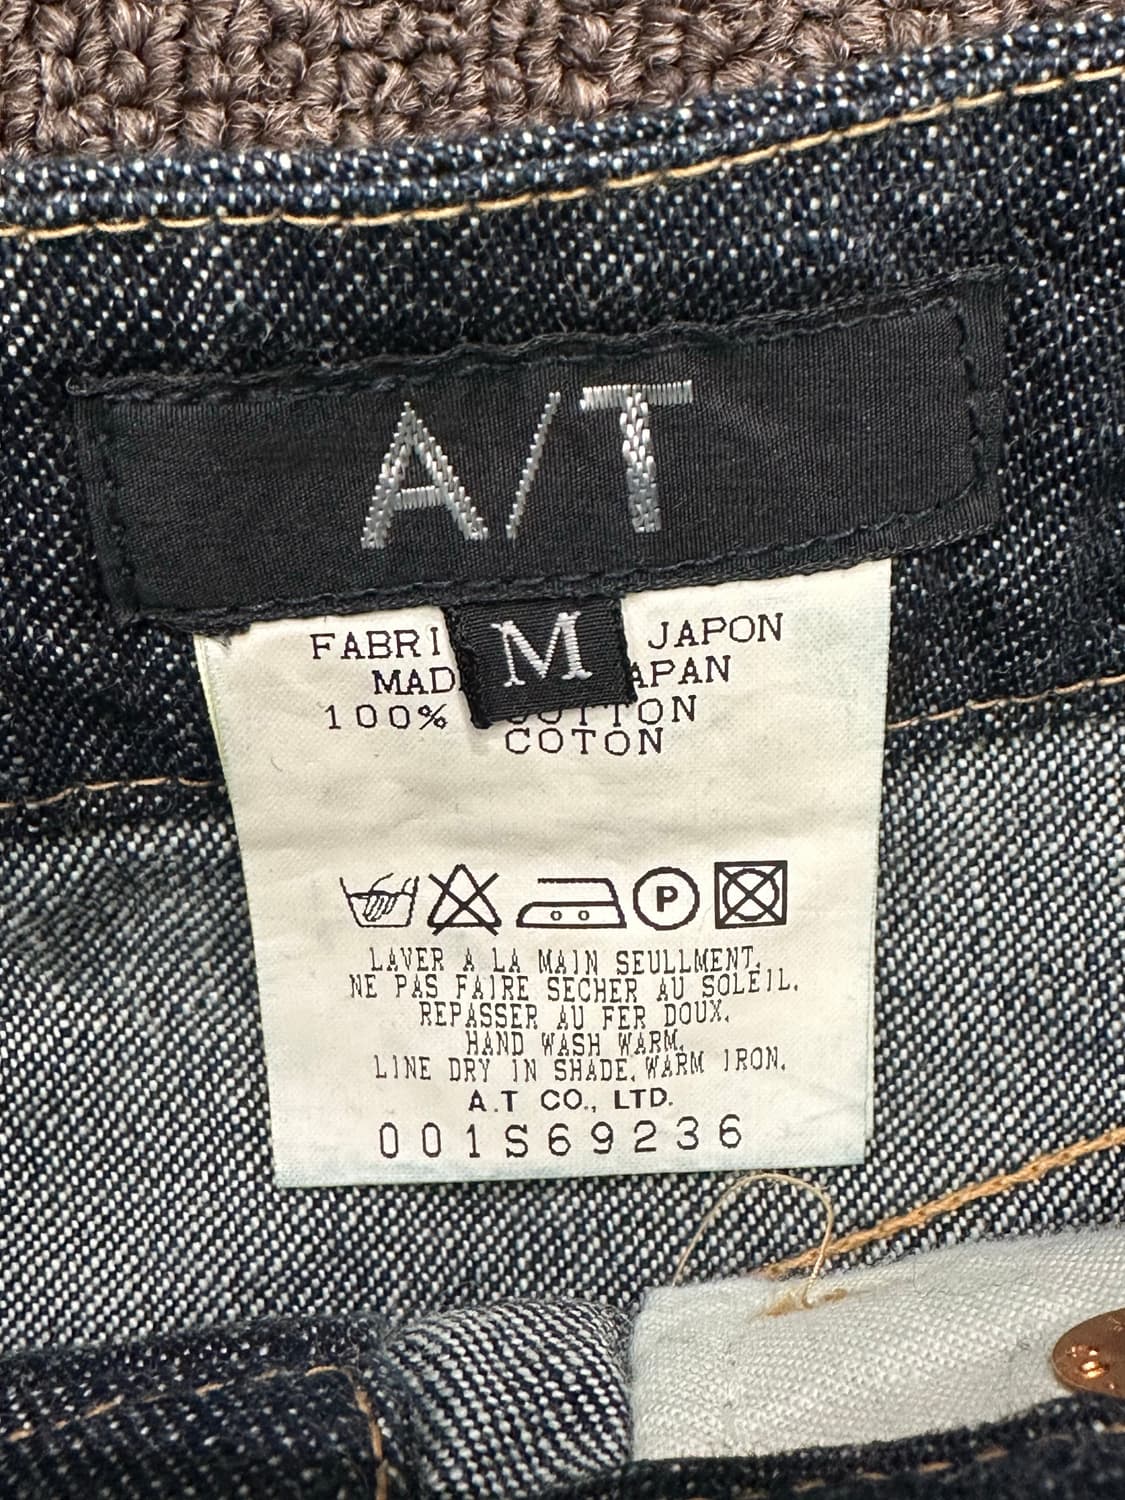 A/T
M
FABRI JAPON
MAD APAN
100% COTTON
COTON
P
LAVER A LA MAIN SEULLMENT.
NE PAS FAIRE SECHER AU SOLEIL.
REPASSER AU FER DOUX.
HAND WASH WARM.
LINE DRY IN SHADE. WARM IRON.
A.T CO., LTD.
001S69236